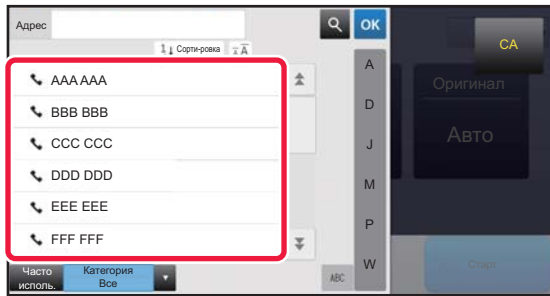 Адрес
OK
CA
1↓ Сорти-ровка
A
AAA AAA
BBB BBB
CCC CCC
DDD DDD
EEE EEE
FFF FFF
A
D
J
M
P
W
Оригинал
Авто
Часто исполь.
Категория
Все
ABC
Старт